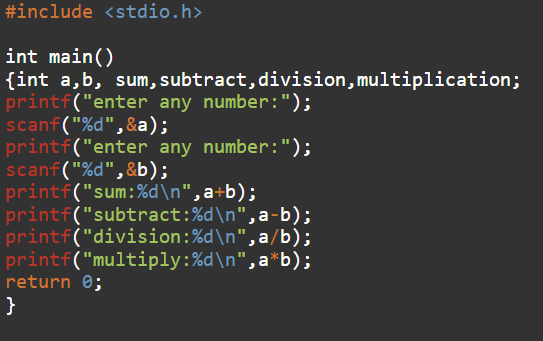 #include <stdio.h>
int main()
{int a,b, sum,subtract,division,multiplication;
printf("enter any number:");
scanf("%d",&a);
printf("enter any number:");
scanf("%d",&b);
printf("sum:%d\n",a+b);
printf("subtract:%d\n",a-b);
printf("division:%d\n",a/b);
printf("multiply:%d\n",a*b);
return 0;
}